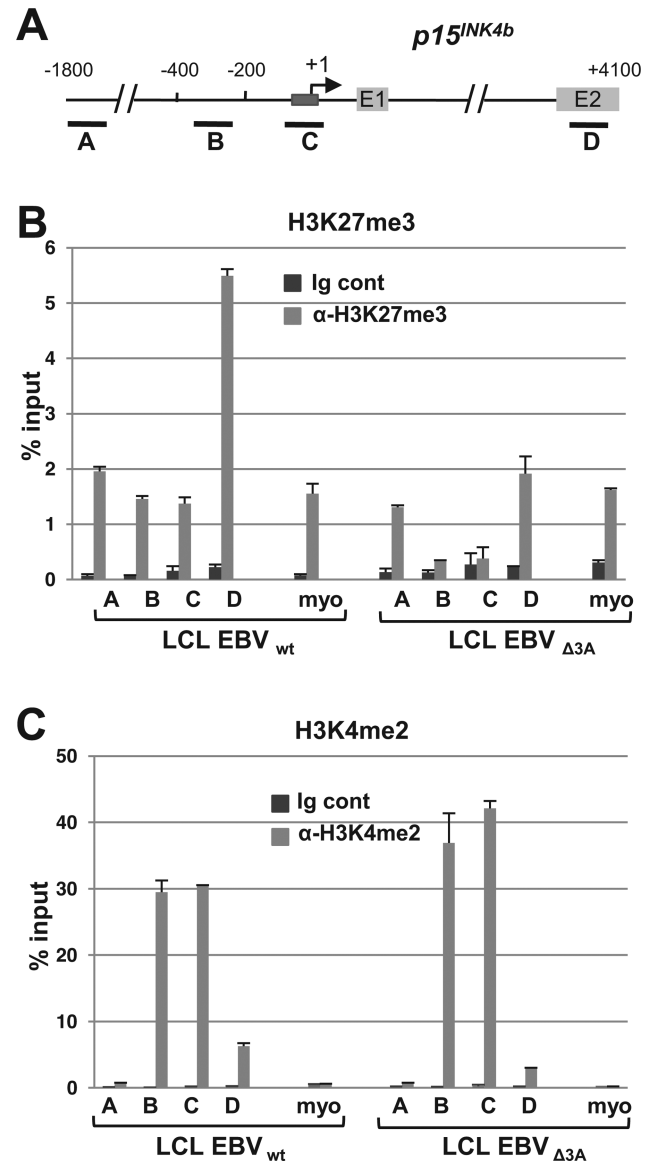 A
p15INK4b
-1800 -400 -200 +1 +4100
E1 E2
A B C D
B
H3K27me3
6
Ig cont
5
α-H3K27me3
4
% input
3
2
1
0
A B C D myo A B C D myo
LCL EBV wt LCL EBV Δ3A
C
H3K4me2
50
Ig cont
40
α-H3K4me2
% input
30
20
10
0
A B C D myo A B C D myo
LCL EBV wt LCL EBV Δ3A